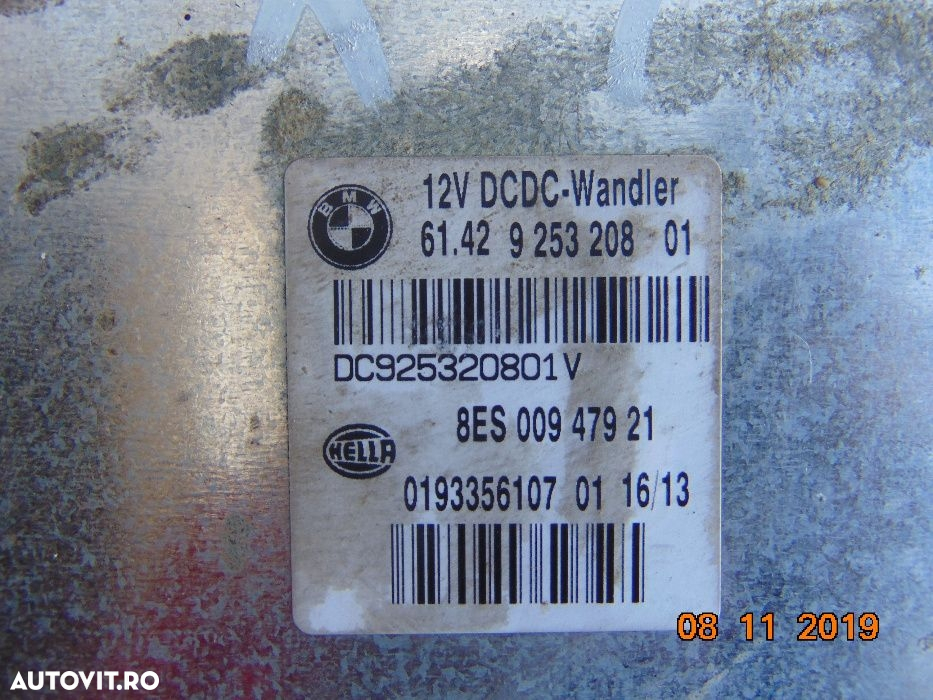 BMW
12V DCDC-Wandler
61.42 9 253 208 01
DC925320801V
8ES 009 479 21
HELLA
0193356107 01 16/13
08 11 2019
AUTOVIT.RO